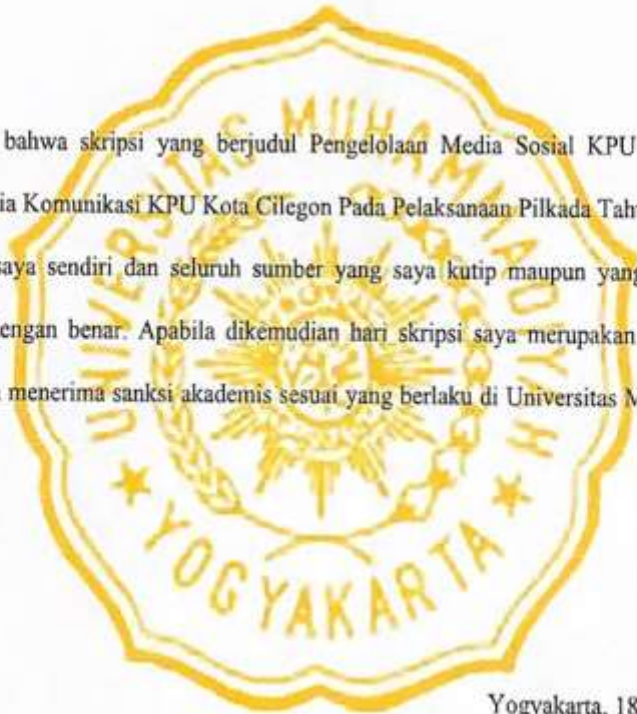 bahwa skripsi yang berjudul Pengelolaan Media Sosial KPU
ia Komunikasi KPU Kota Cilegon Pada Pelaksanaan Pilkada Tah
saya sendiri dan seluruh sumber yang saya kutip maupun yang
engan benar. Apabila dikemudian hari skripsi saya merupakan
menerima sanksi akademis sesuai yang berlaku di Universitas M
UNIVERSITAS MUHAMMADIYAH
YOGYAKARTA
Yogyakarta, 18